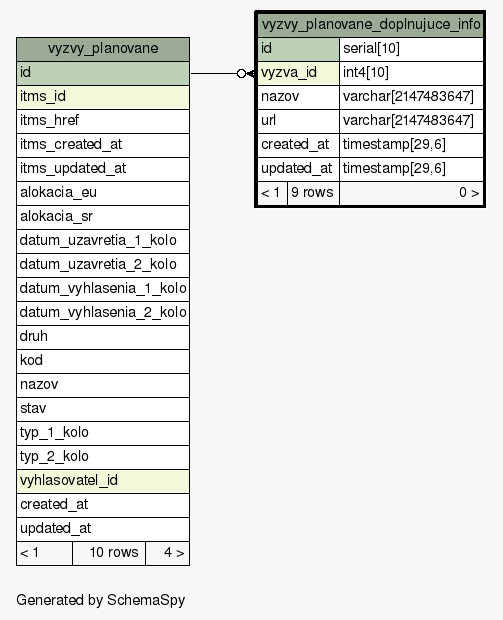 vyzvy_planovane
id
itms_id
itms_href
itms_created_at
itms_updated_at
alokacia_eu
alokacia_sr
datum_uzavretia_1_kolo
datum_uzavretia_2_kolo
datum_vyhlasenia_1_kolo
datum_vyhlasenia_2_kolo
druh
kod
nazov
stav
typ_1_kolo
typ_2_kolo
vyhlasovatel_id
created_at
updated_at
< 1 10 rows 4 >
vyzvy_planovane_doplnujuce_info
id serial[10]
vyzva_id int4[10]
nazov varchar[2147483647]
url varchar[2147483647]
created_at timestamp[29,6]
updated_at timestamp[29,6]
< 1 9 rows 0 >
Generated by SchemaSpy